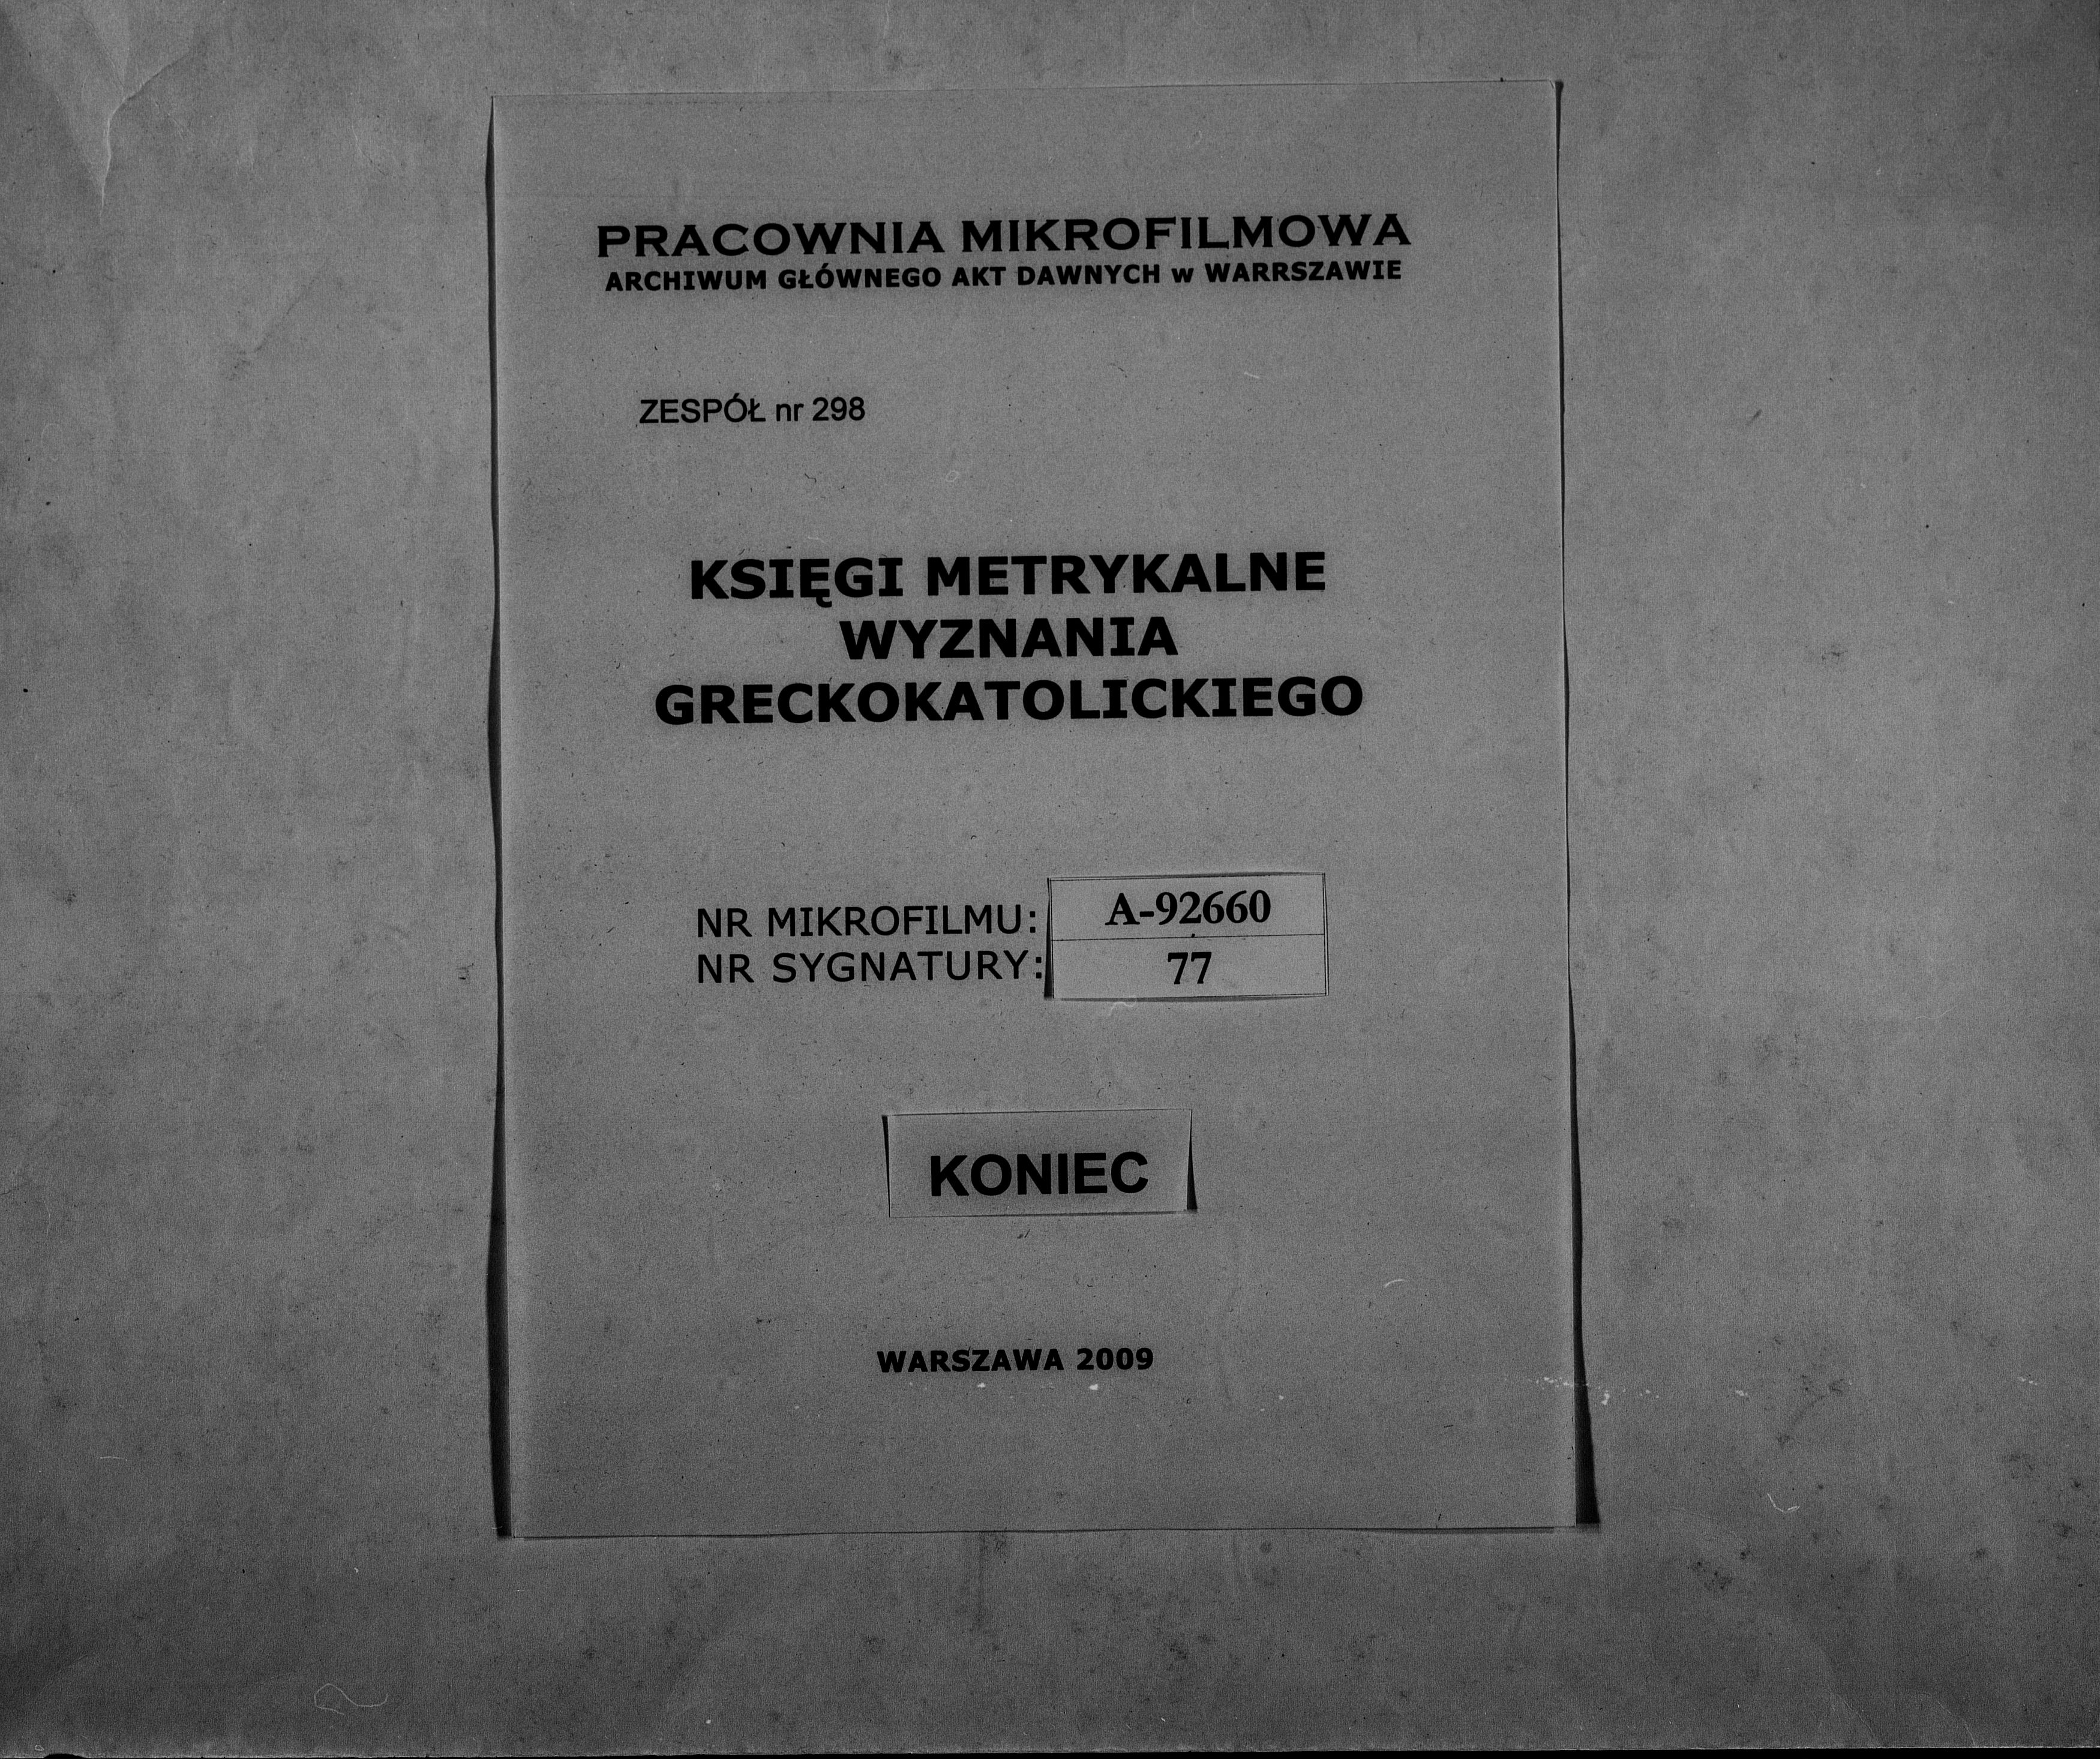 PRACOWNIA MIKROFILMOWA
ARCHIWUM GŁÓWNEGO AKT DAWNYCH w WARRSZAWIE
ZESPÓŁ nr 298
KSIĘGI METRYKALNE
WYZNANIA
GRECKOKATOLICKIEGO
NR MIKROFILMU: A-92660
NR SYGNATURY: 77
KONIEC
WARSZAWA 2009